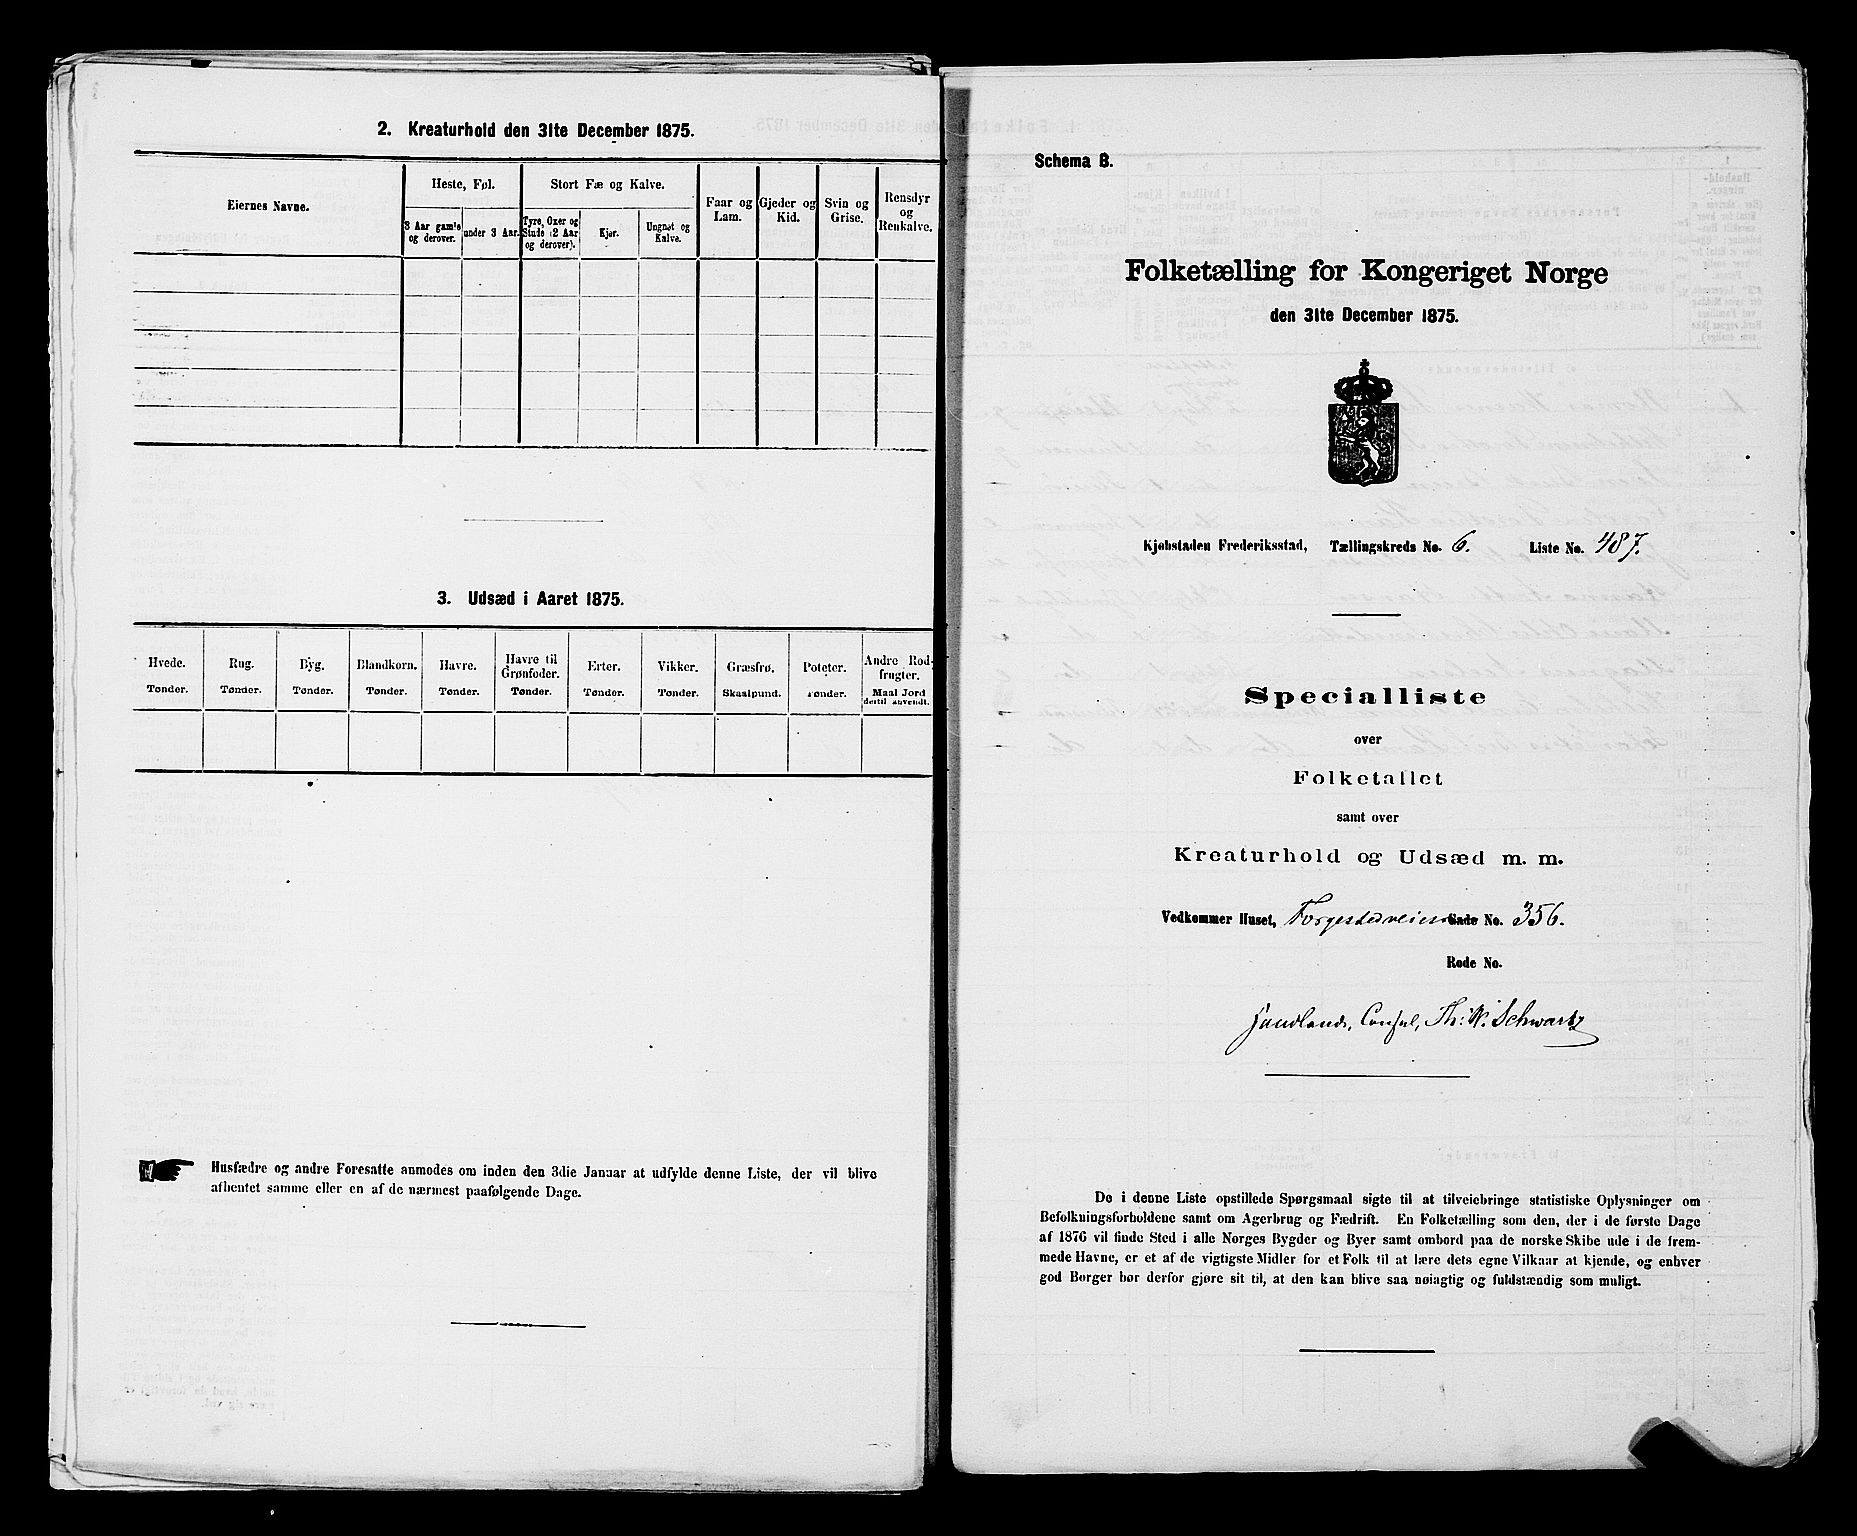 2. Kreaturhold den 31te December 1875.
Eiernes Navne.
Heste, Føl.
Stort Fæ og Kalve.
Faar og Lam.
Gjeder og Kid.
Svin og Grise.
Rensdyr og Renkalve.
3 Aar gamle og derover.
under 3 Aar.
Tyre, Oxer og Stude (2 Aar og derover).
Kjør.
Ungnøt og Kalve.
3. Udsæd i Aaret 1875.
Hvede. Rug. Byg. Blandkorn. Havre. Havre til Grønfoder. Erter. Vikker. Græsfrø. Poteter. Andre Rodfrugter.
Tønder. Tønder. Tønder. Tønder. Tønder. Tønder. Tønder. Tønder. Skaalpund. Tønder. Maal Jord dertil anvendt.
Husfædre og andre Foresatte anmodes om inden den 3die Januar at udfylde denne Liste, der vil blive
afhentet samme eller en af de nærmest paafølgende Dage.
Schema B.
Folketælling for Kongeriget Norge
den 31te December 1875.
Kjøbstaden Frederiksstad, Tællingskreds No. 6. Liste No. 487.
Specialliste
over
Folketallet
samt over
Kreaturhold og Udsæd m. m.
Vedkommer Huset, Torgestedveien Gade No. 356.
Rode No.
Consul, Th: W. Schwartz
De i denne Liste opstillede Spørgsmaal sigte til at tilveiebringe statistiske Oplysninger om
Befolkningsforholdene samt om Agerbrug og Fædrift. En Folketælling som den, der i de første Dage
af 1876 vil finde Sted i alle Norges Bygder og Byer samt ombord paa de norske Skibe ude i de frem-
mede Havne, er et af de vigtigste Midler for et Folk til at lære dets egne Vilkaar at kjende, og enhver
god Borger bør derfor gjøre sit til, at den kan blive saa nøiagtig og fuldstændig som muligt.